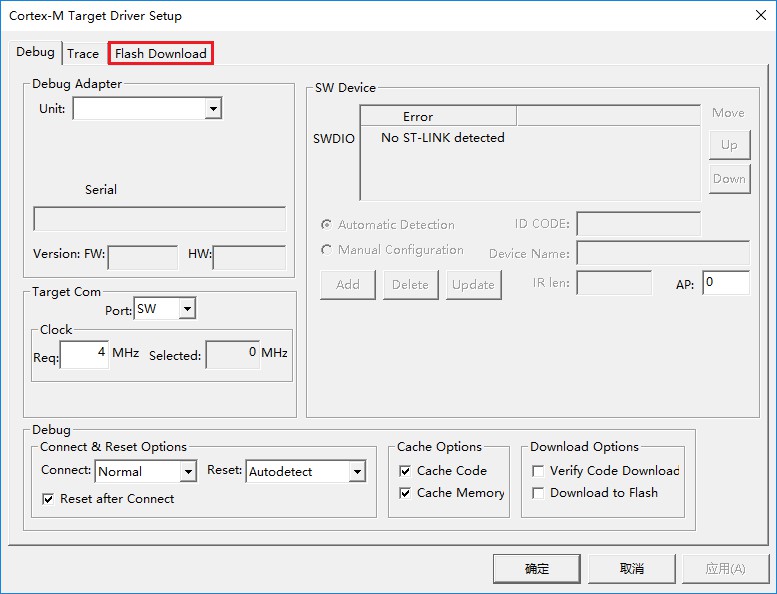 Cortex-M Target Driver Setup
Debug Trace Flash Download
Debug Adapter
Unit:
Serial
Version: FW: HW:
SW Device
Error
SWDIO No ST-LINK detected
Move
Up
Down
Automatic Detection ID CODE:
Manual Configuration Device Name:
Add Delete Update IR len: AP: 0
Target Com
Port: SW
Clock
Req: 4 MHz Selected: 0 MHz
Debug
Connect & Reset Options
Connect: Normal Reset: Autodetect
Reset after Connect
Cache Options
Cache Code
Cache Memory
Download Options
Verify Code Download
Download to Flash
确定 取消 应用(A)